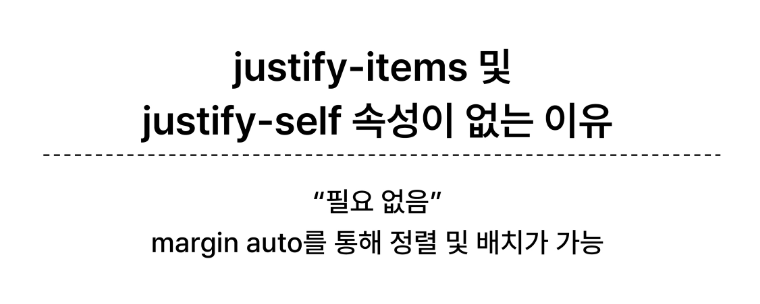 justify-items 및
justify-self 속성이 없는 이유
“필요 없음”
margin auto를 통해 정렬 및 배치가 가능